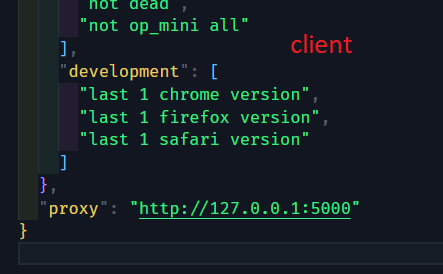 "not dead",
"not op_mini all"
],
client
"development": [
"last 1 chrome version",
"last 1 firefox version",
"last 1 safari version"
]
},
"proxy": "http://127.0.0.1:5000"
}